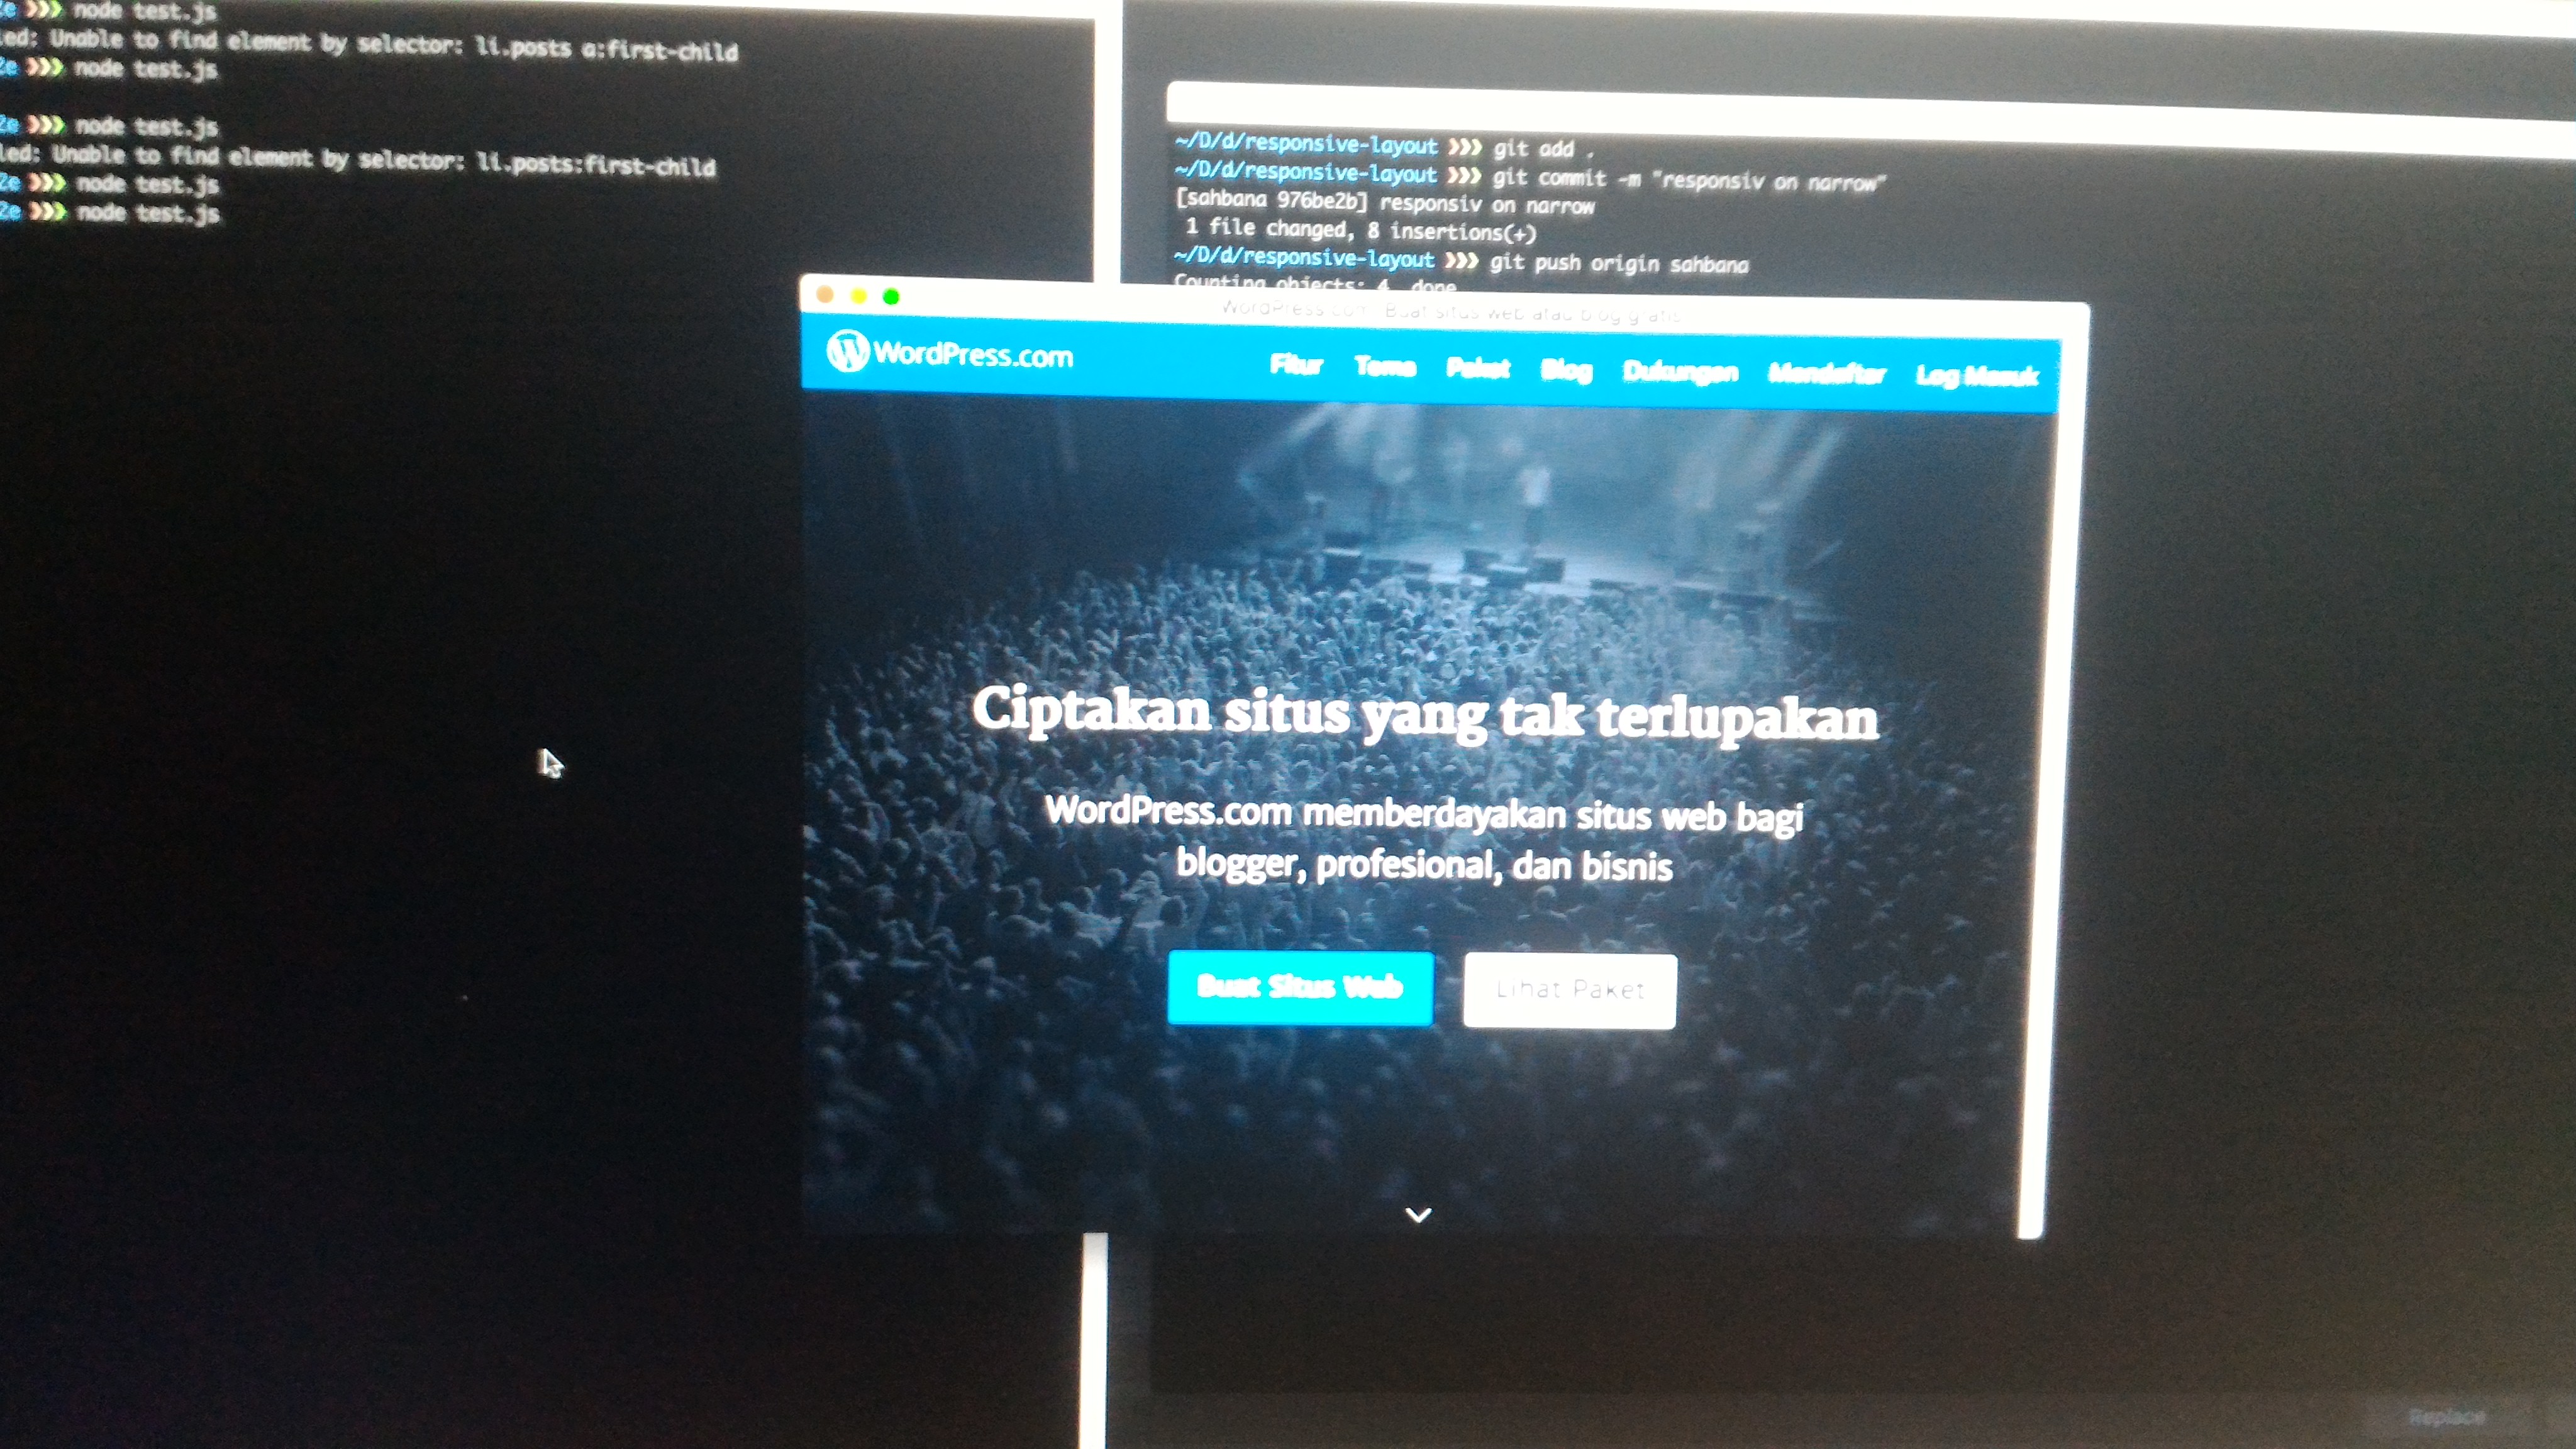 node test.js
led: Unable to find element by selector: li.posts a:first-child
2e ❯❯❯ node test.js
2e ❯❯❯ node test.js
led: Unable to find element by selector: li.posts:first-child
2e ❯❯❯ node test.js
2e ❯❯❯ node test.js
~/D/d/responsive-layout ❯❯❯ git add .
~/D/d/responsive-layout ❯❯❯ git commit -m "responsiv on narrow"
[sahbana 976be2b] responsiv on narrow
1 file changed, 8 insertions(+)
~/D/d/responsive-layout ❯❯❯ git push origin sahbana
Counting objects: 4, done.
WordPress.com: Buat situs web atau blog gratis
WordPress.com
Fitur Tema Paket Blog Dukungan Mendaftar Log Masuk
Ciptakan situs yang tak terlupakan
WordPress.com memberdayakan situs web bagi
blogger, profesional, dan bisnis
Buat Situs Web Lihat Paket
Replace